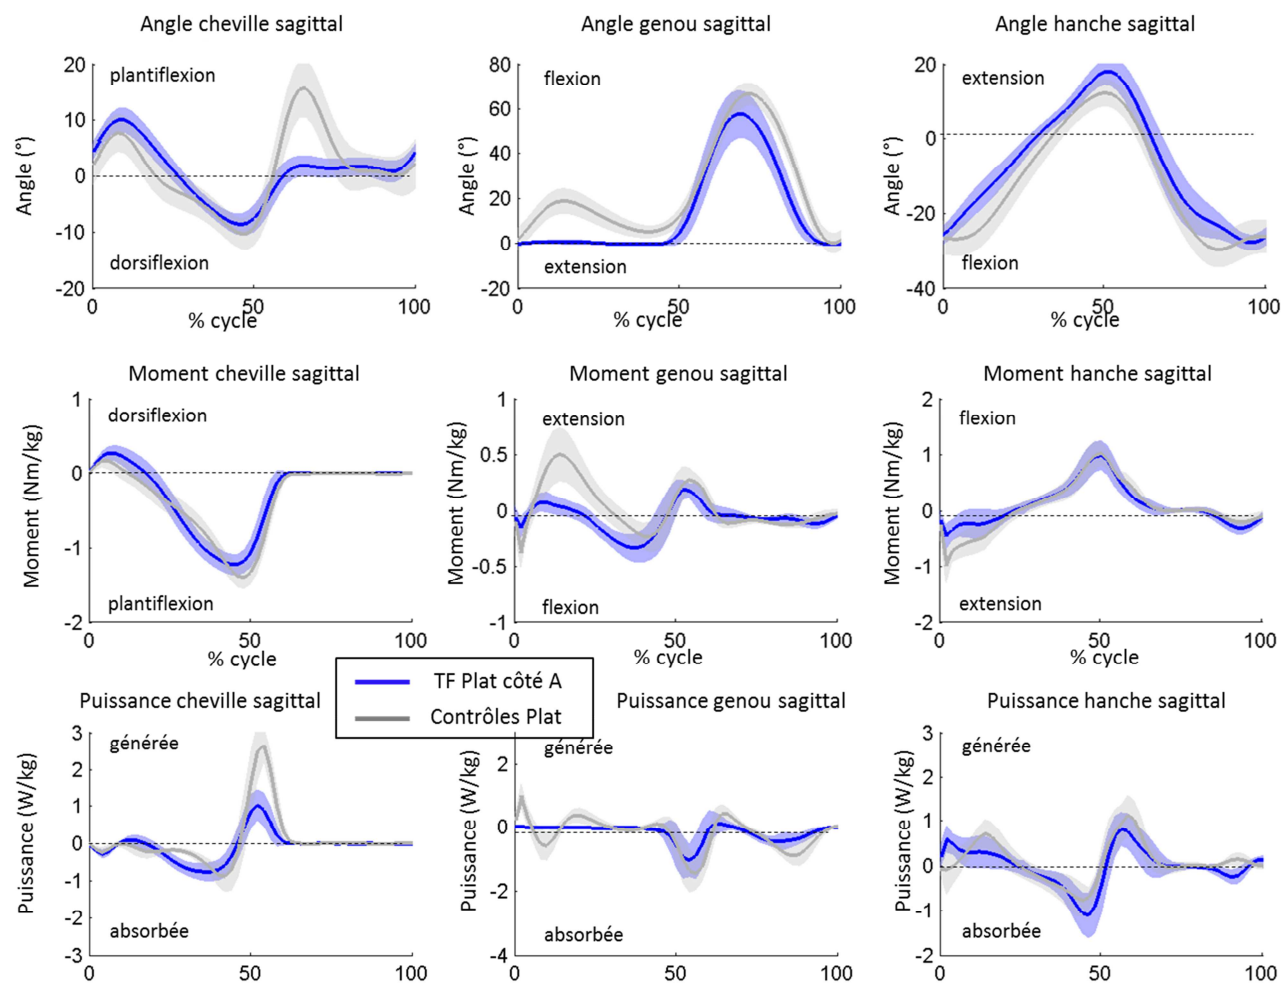 Angle cheville sagittal
Angle genou sagittal
Angle hanche sagittal
Angle (°)
20
10
0
-10
-20
plantiflexion
dorsiflexion
0
50
100
% cycle
Angle (°)
80
60
40
20
0
-20
flexion
extension
0
50
100
% cycle
Angle (°)
20
0
-20
-40
extension
flexion
0
50
100
% cycle
Moment cheville sagittal
Moment genou sagittal
Moment hanche sagittal
Moment (Nm/kg)
1
0
-1
-2
dorsiflexion
plantiflexion
0
50
100
% cycle
Moment (Nm/kg)
1
0.5
0
-0.5
-1
extension
flexion
0
50
100
% cycle
Moment (Nm/kg)
2
1
0
-1
-2
flexion
extension
0
50
100
% cycle
TF Plat côté A
Contrôles Plat
Puissance cheville sagittal
Puissance genou sagittal
Puissance hanche sagittal
Puissance (W/kg)
3
2
1
0
-1
-2
-3
générée
absorbée
0
50
100
Puissance (W/kg)
2
0
-2
-4
générée
absorbée
0
50
100
Puissance (W/kg)
3
2
1
0
-1
-2
générée
absorbée
0
50
100